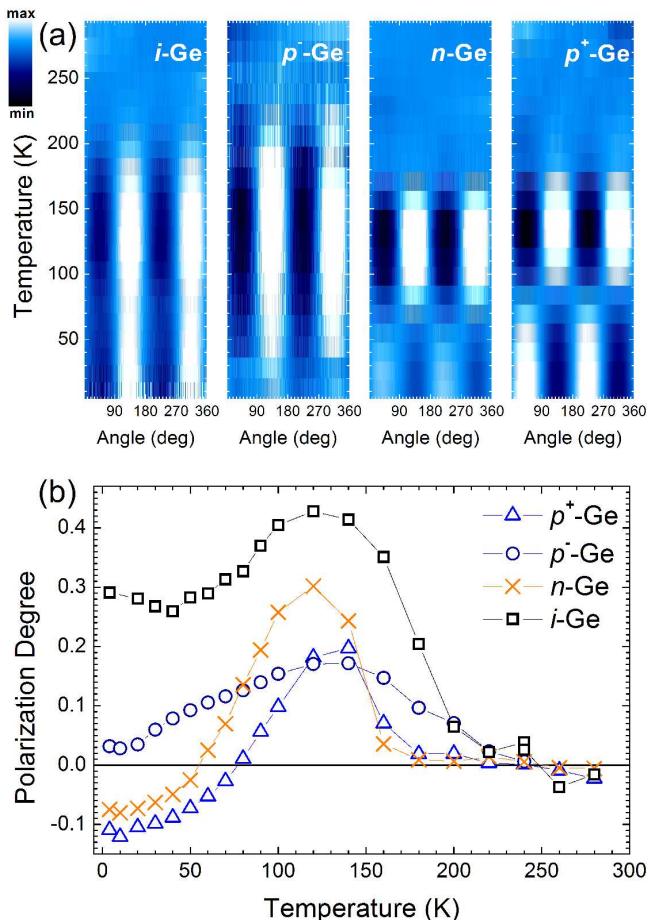 max
min
(a)
i-Ge
p⁻-Ge
n-Ge
p⁺-Ge
Temperature (K)
250
200
150
100
50
90 180 270 360
90 180 270 360
90 180 270 360
90 180 270 360
Angle (deg)
Angle (deg)
Angle (deg)
Angle (deg)
(b)
p⁺-Ge
p⁻-Ge
n-Ge
i-Ge
Polarization Degree
0.4
0.3
0.2
0.1
0.0
-0.1
0 50 100 150 200 250 300
Temperature (K)